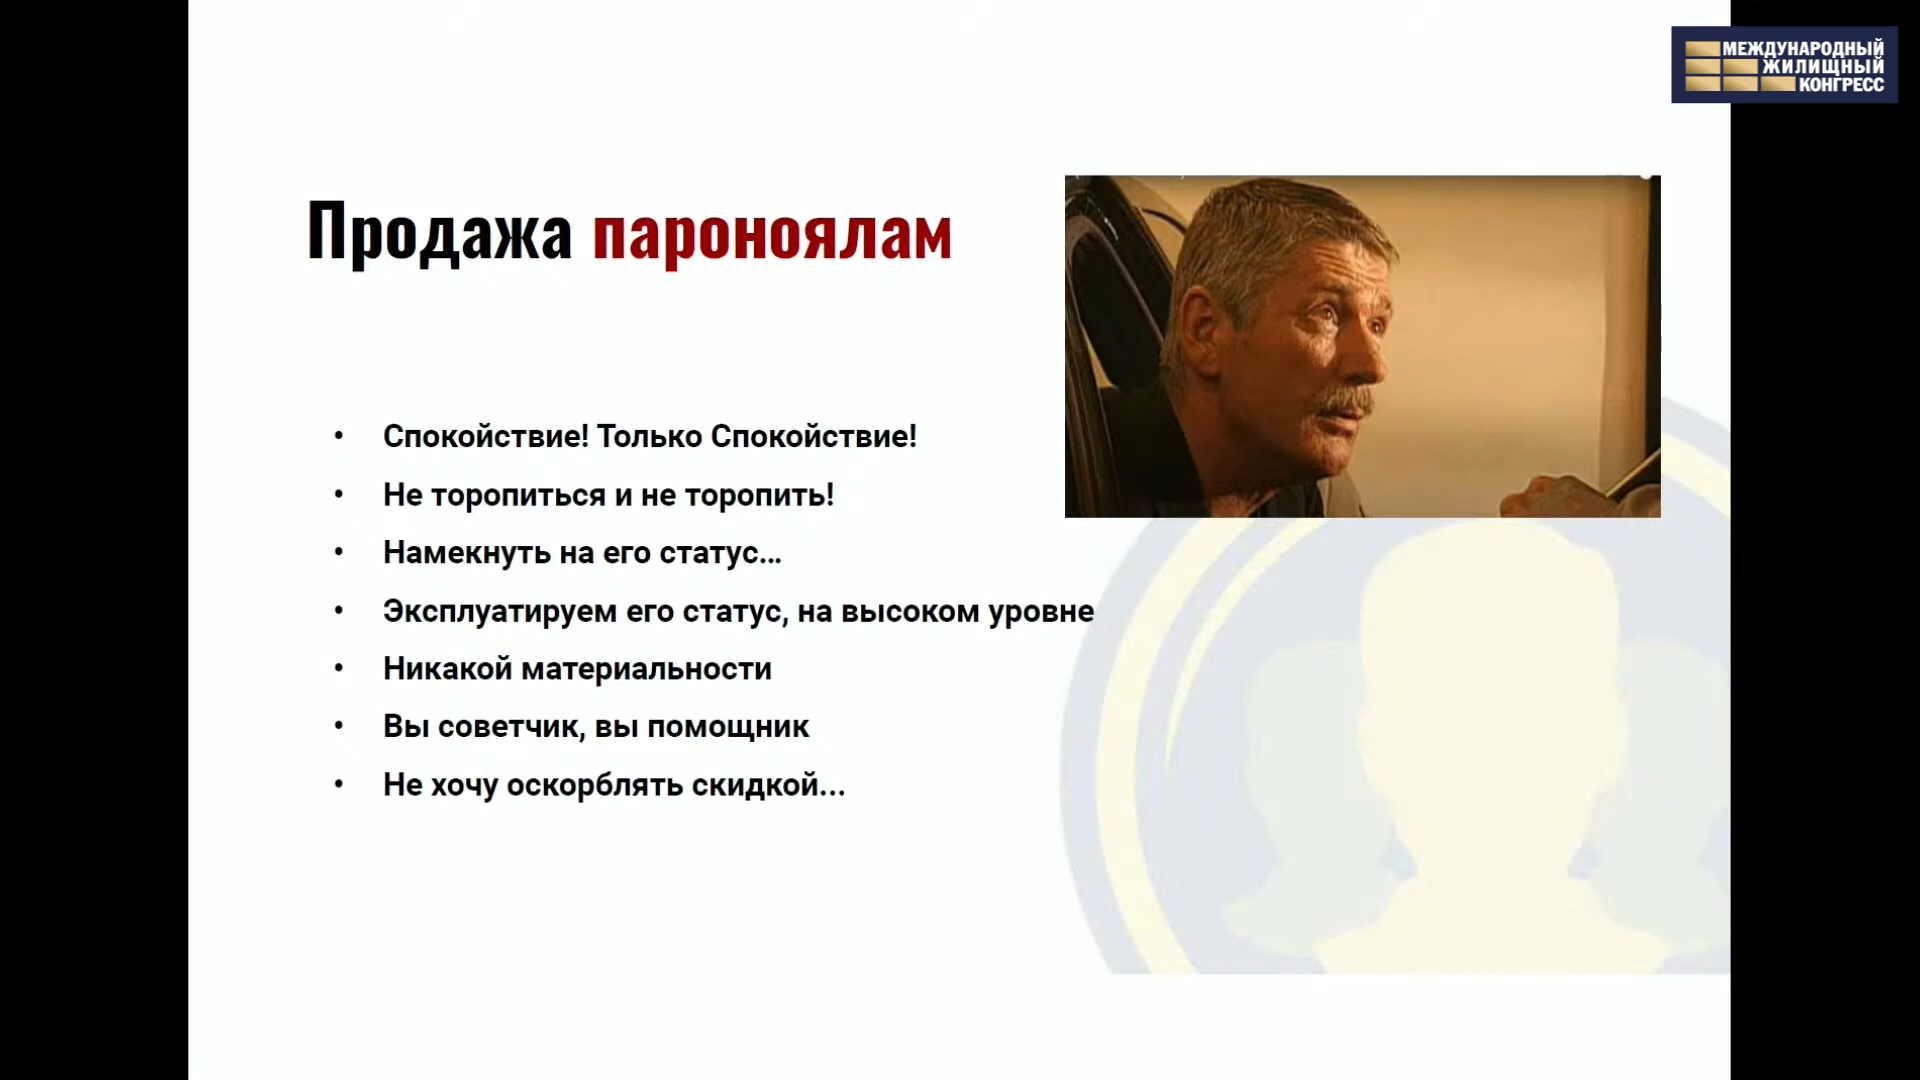 МЕЖДУНАРОДНЫЙ
ЖИЛИЩНЫЙ
КОНГРЕСС
Продажа пароноялам
• Спокойствие! Только Спокойствие!
• Не торопиться и не торопить!
• Намекнуть на его статус...
• Эксплуатируем его статус, на высоком уровне
• Никакой материальности
• Вы советчик, вы помощник
• Не хочу оскорблять скидкой...